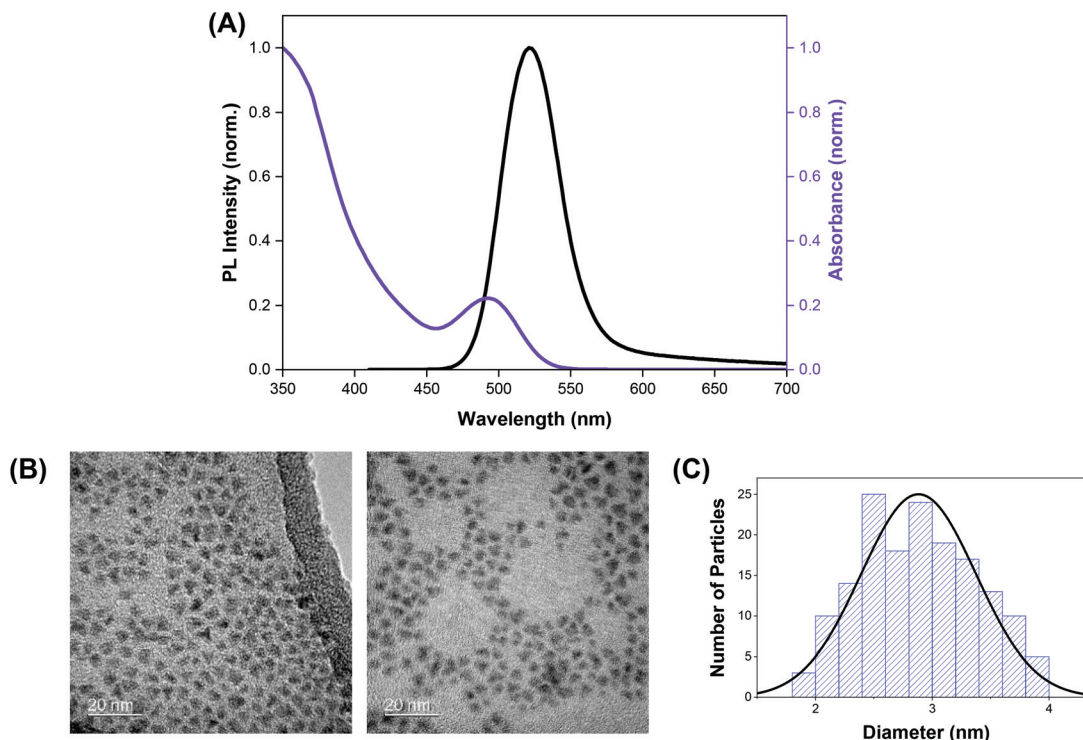 (A)
1.0
0.8
0.6
0.4
0.2
0.0
PL Intensity (norm.)
1.0
0.8
0.6
0.4
0.2
0.0
Absorbance (norm.)
350 400 450 500 550 600 650 700
Wavelength (nm)
(B)
20 nm
20 nm
(C)
25
20
15
10
5
0
Number of Particles
2 3 4
Diameter (nm)